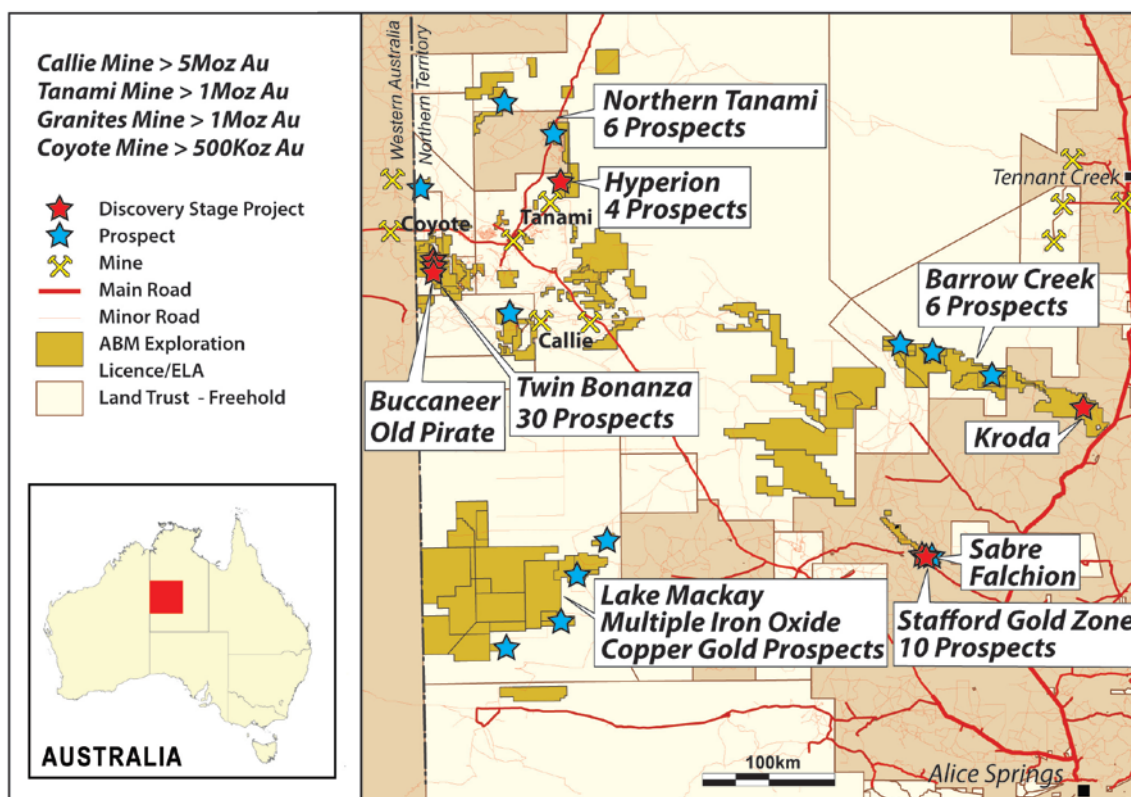 Callie Mine > 5Moz Au
Tanami Mine > 1Moz Au
Granites Mine > 1Moz Au
Coyote Mine > 500Koz Au
Discovery Stage Project
Prospect
Mine
Main Road
Minor Road
ABM Exploration
Licence/ELA
Land Trust - Freehold
AUSTRALIA
Western Australia
Northern Territory
Northern Tanami
6 Prospects
Hyperion
4 Prospects
Tennant Creek
Tanami
Coyote
Callie
Barrow Creek
6 Prospects
Buccaneer
Old Pirate
Twin Bonanza
30 Prospects
Kroda
Sabre
Falchion
Lake Mackay
Multiple Iron Oxide
Copper Gold Prospects
Stafford Gold Zone
10 Prospects
100km
Alice Springs